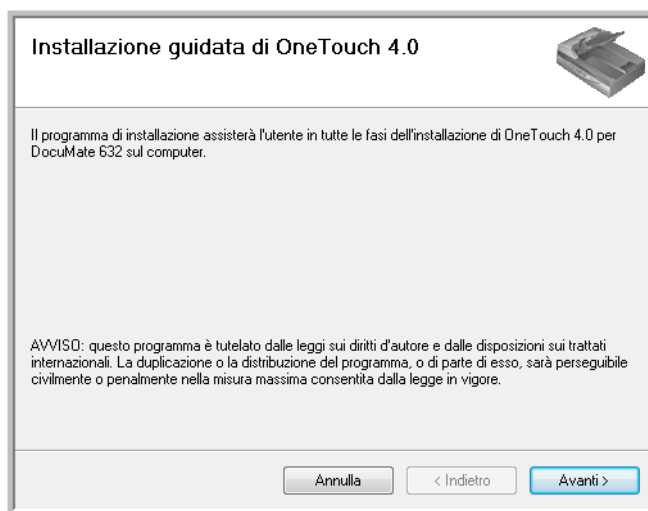 Installazione guidata di OneTouch 4.0
Il programma di installazione assisterà l'utente in tutte le fasi dell'installazione di OneTouch 4.0 per
DocuMate 632 sul computer.
AVVISO: questo programma è tutelato dalle leggi sui diritti d'autore e dalle disposizioni sui trattati
internazionali. La duplicazione o la distribuzione del programma, o di parte di esso, sarà perseguibile
civilmente o penalmente nella misura massima consentita dalla legge in vigore.
Annulla < Indietro Avanti >